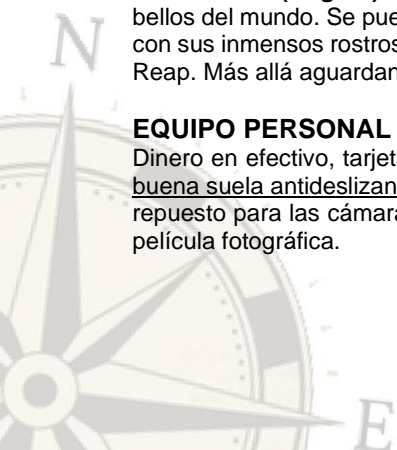 bellos del mundo. Se pue
con sus inmensos rostros
Reap. Más allá aguardan
EQUIPO PERSONAL
Dinero en efectivo, tarjet
buena suela antideslizan
repuesto para las cámara
película fotográfica.
N
E